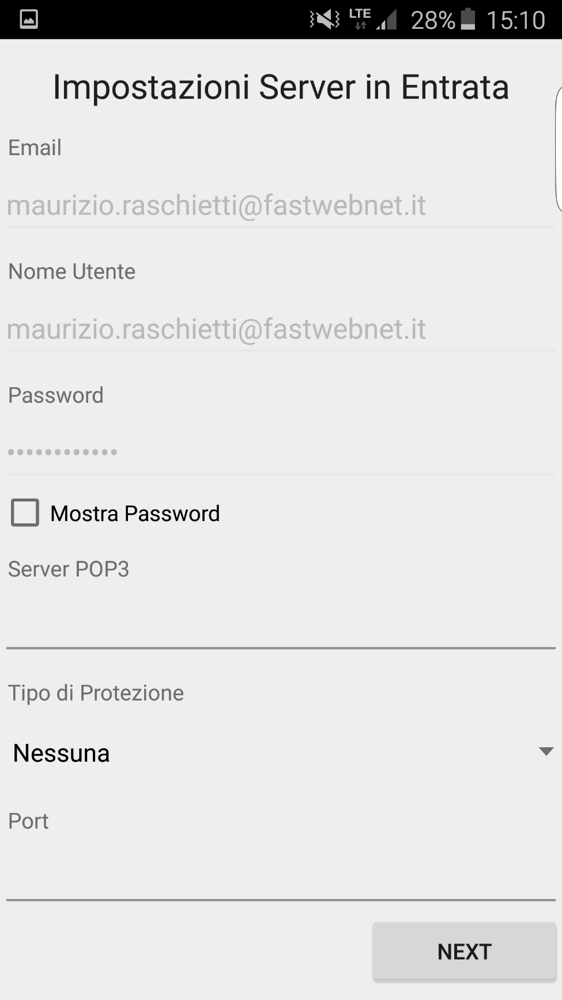 LTE 28% 15:10
Impostazioni Server in Entrata
Email
maurizio.raschietti@fastwebnet.it
Nome Utente
maurizio.raschietti@fastwebnet.it
Password
••••••••••••
Mostra Password
Server POP3
Tipo di Protezione
Nessuna
Port
NEXT